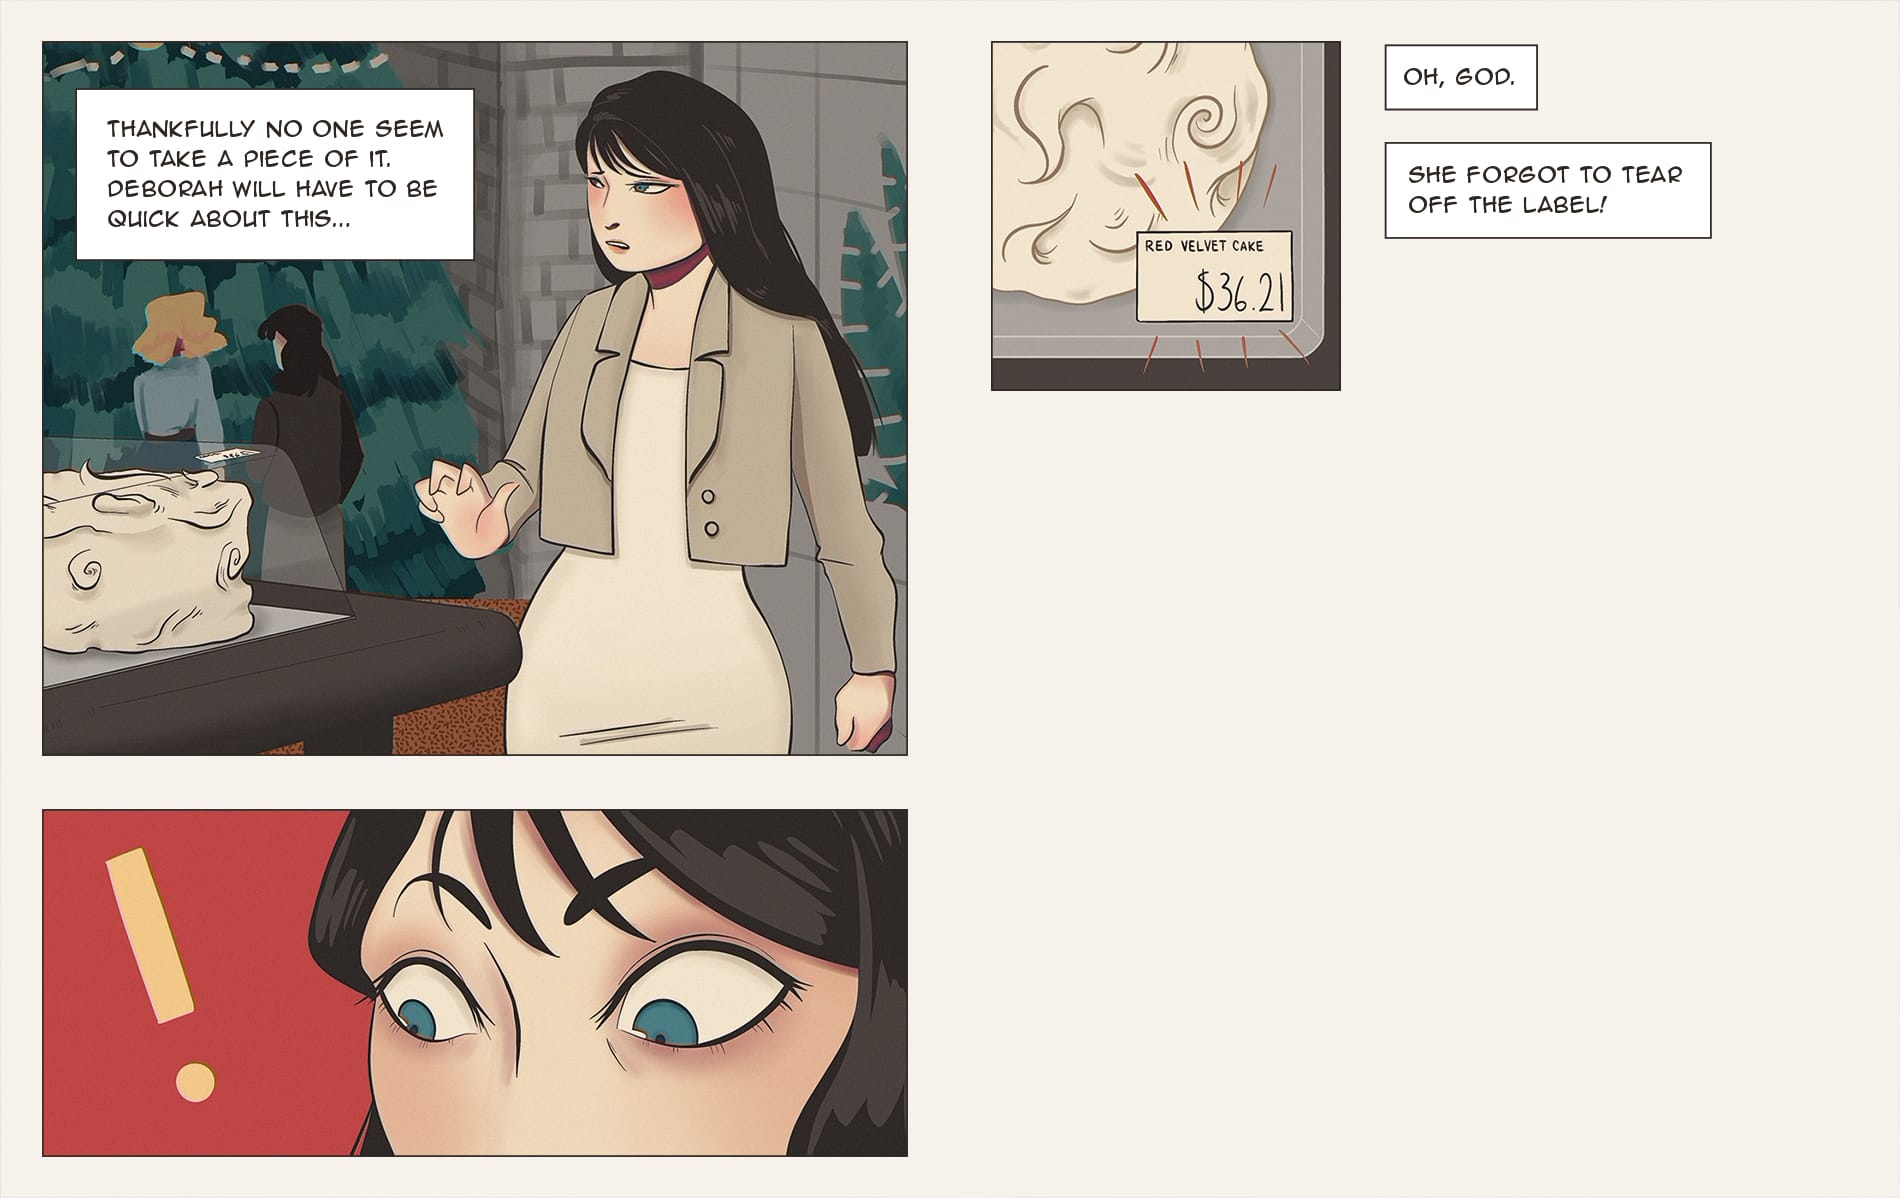 THANKFULLY NO ONE SEEM
TO TAKE A PIECE OF IT.
DEBORAH WILL HAVE TO BE
QUICK ABOUT THIS...
!
RED VELVET CAKE
$36.21
OH, GOD.
SHE FORGOT TO TEAR
OFF THE LABEL!